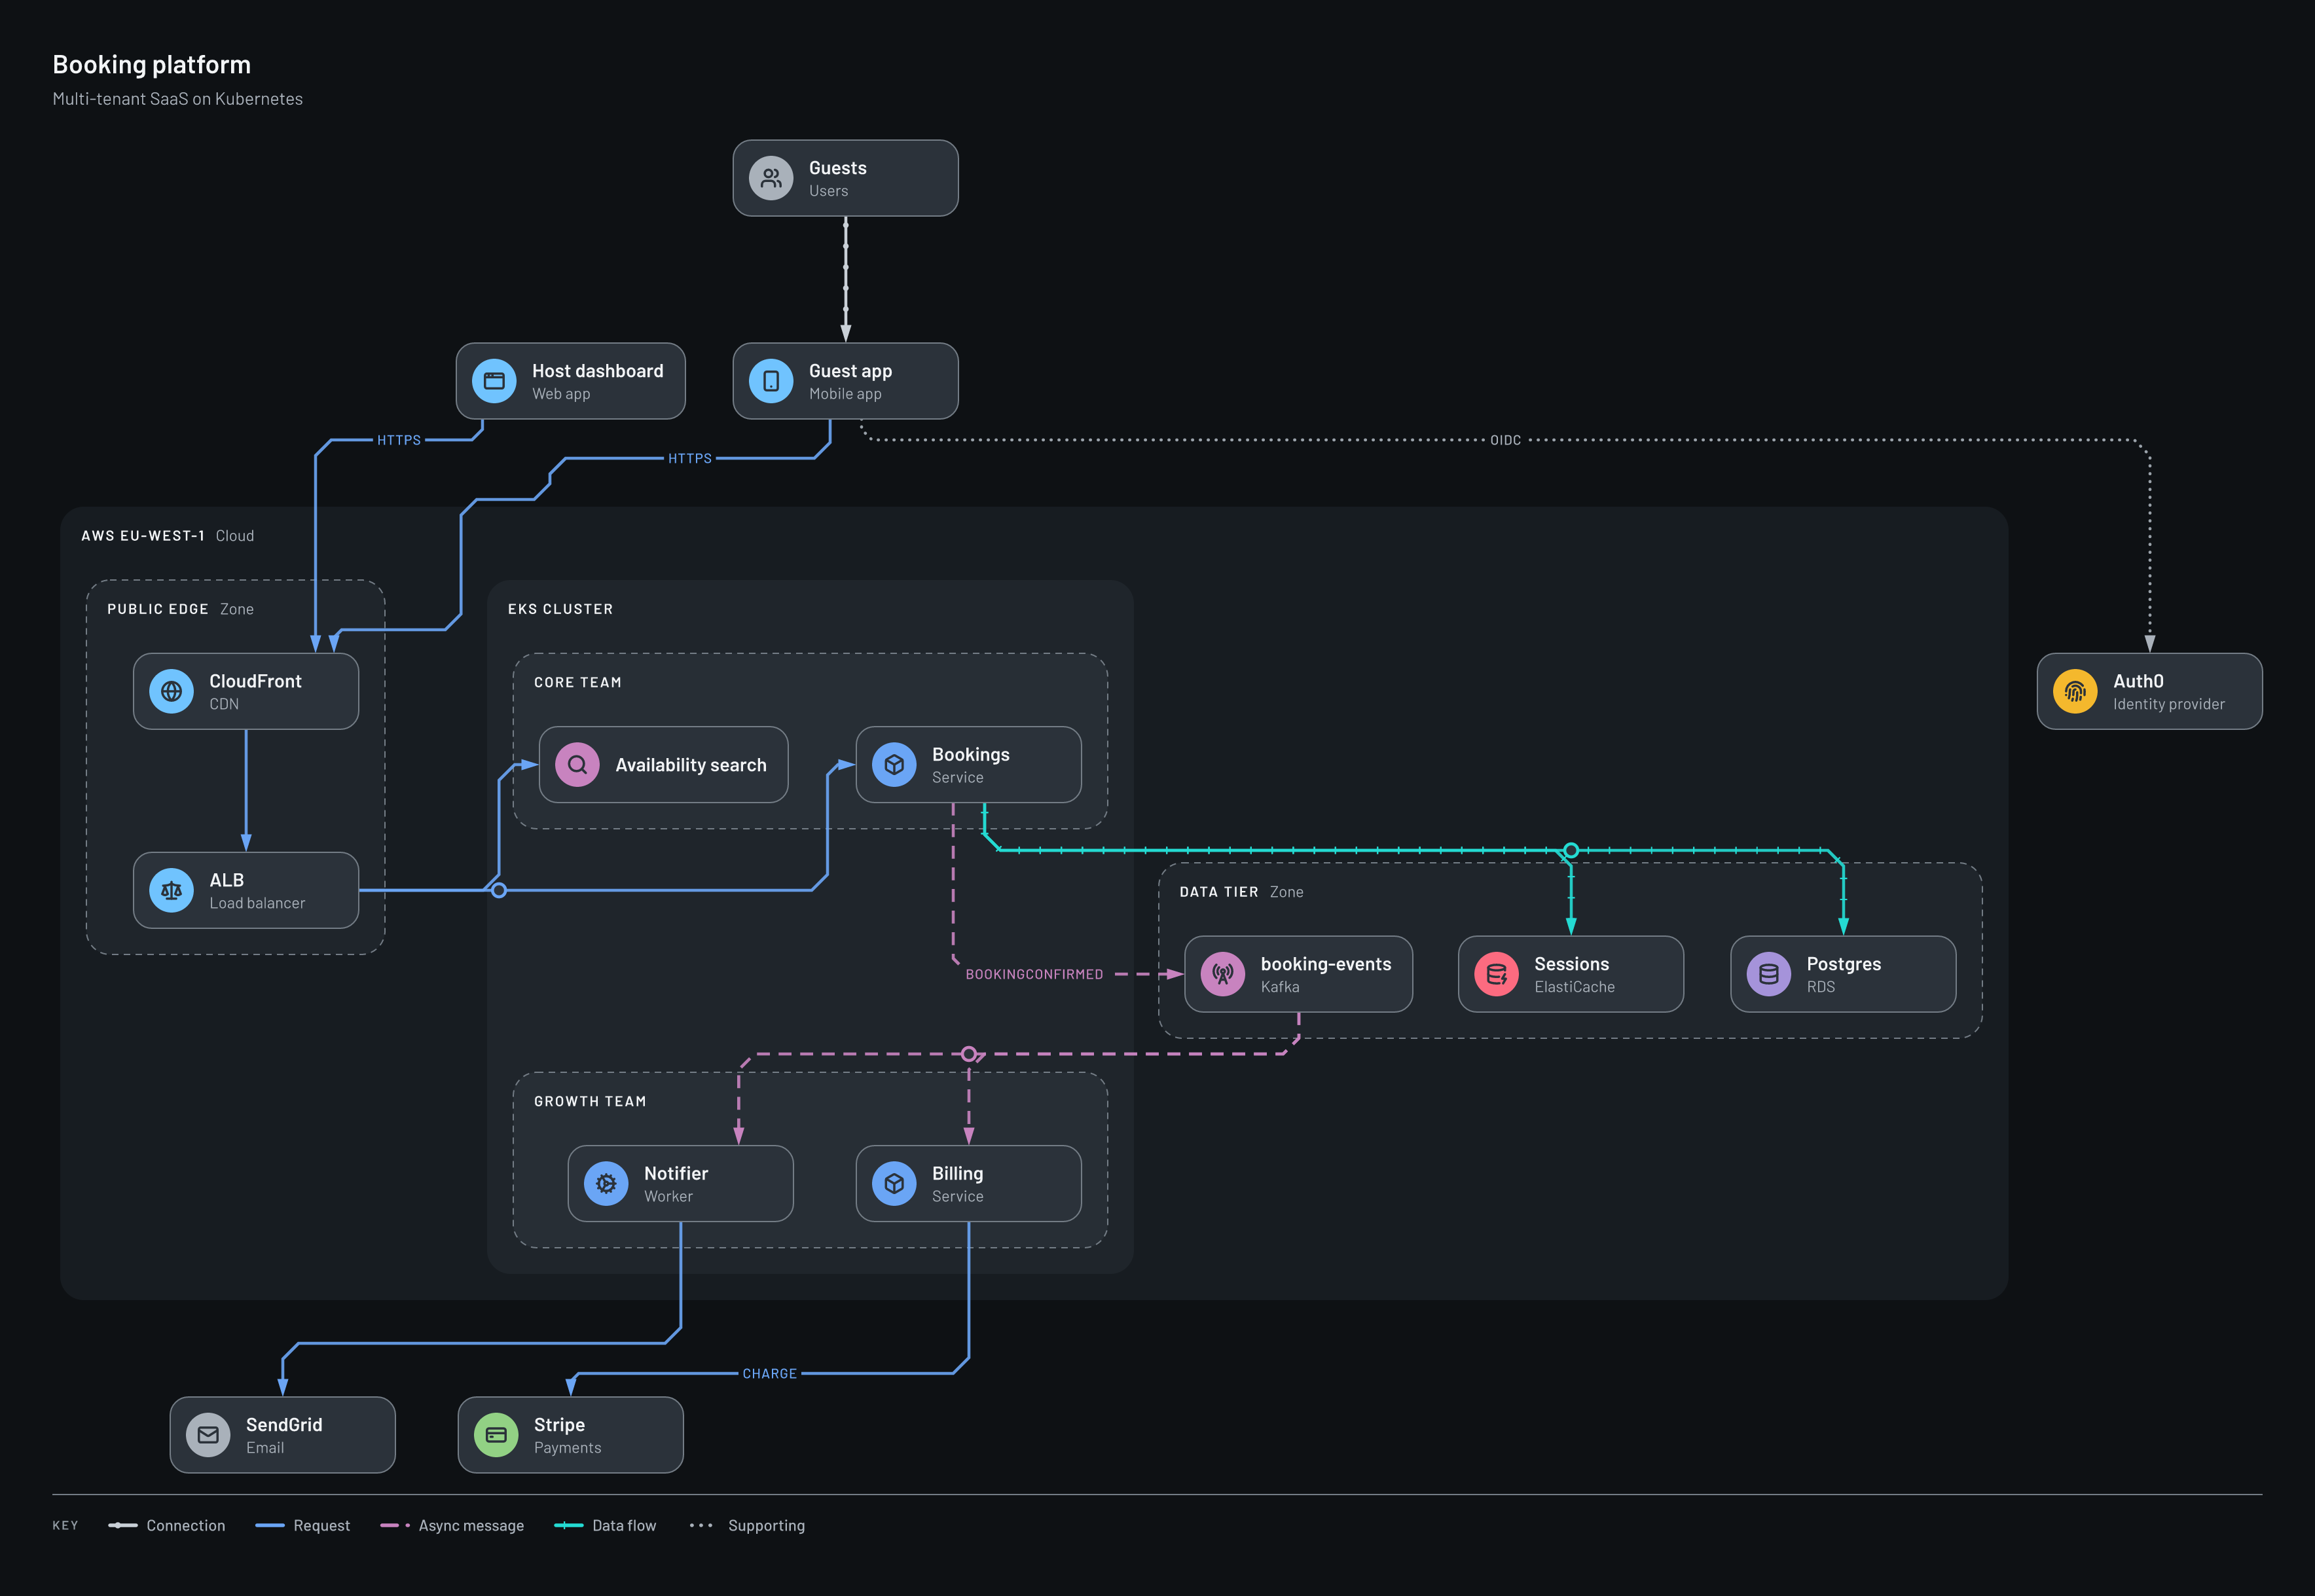 Booking platform
Multi-tenant SaaS on Kubernetes
Guests
Users
Host dashboard
Web app
Guest app
Mobile app
HTTPS
HTTPS
OIDC
AWS EU-WEST-1 Cloud
PUBLIC EDGE Zone
EKS CLUSTER
CloudFront
CDN
CORE TEAM
Auth0
Identity provider
Availability search
Bookings
Service
ALB
Load balancer
DATA TIER Zone
BOOKINGCONFIRMED
booking-events
Kafka
Sessions
ElastiCache
Postgres
RDS
GROWTH TEAM
Notifier
Worker
Billing
Service
CHARGE
SendGrid
Email
Stripe
Payments
KEY Connection Request Async message Data flow Supporting